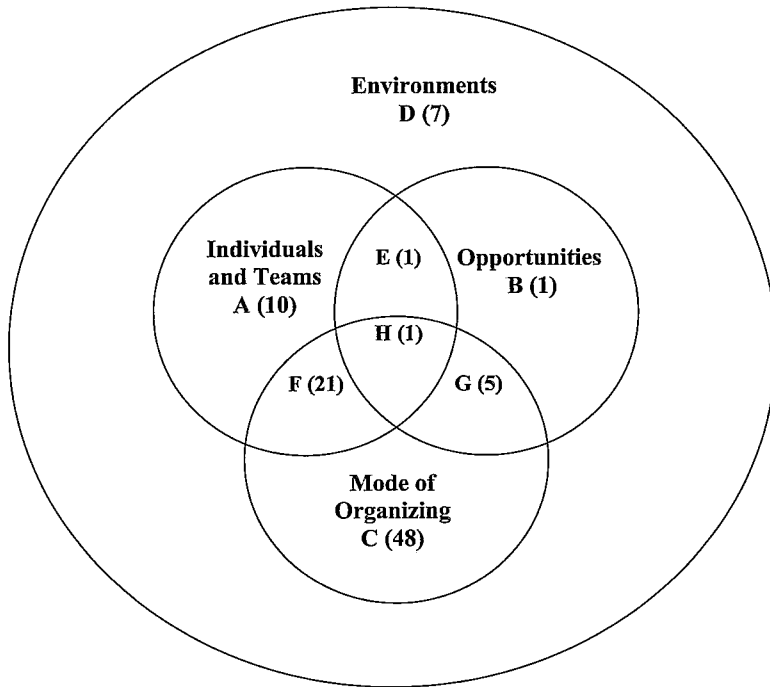 Environments
D (7)
Individuals
and Teams
A (10)
E (1)
Opportunities
B (1)
H (1)
F (21)
G (5)
Mode of
Organizing
C (48)